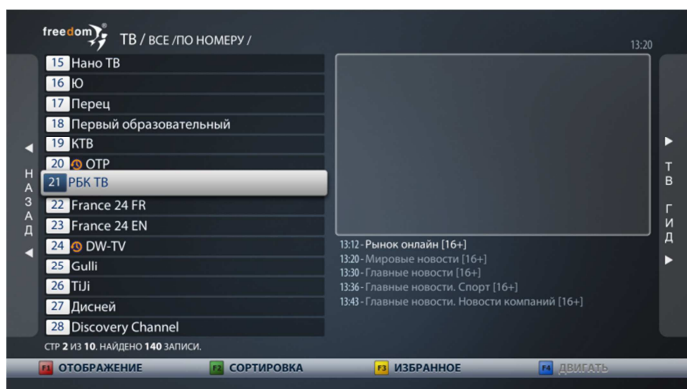 freedom
ТВ / ВСЕ /ПО НОМЕРУ /
13:20
15 Нано ТВ
16 Ю
17 Перец
18 Первый образовательный
19 КТВ
20 ОТР
21 РБК ТВ
22 France 24 FR
23 France 24 EN
24 DW-TV
25 Gulli
26 TiJi
27 Дисней
28 Discovery Channel
СТР 2 ИЗ 10. НАЙДЕНО 140 ЗАПИСИ.
НАЗАД
13:12 - Рынок онлайн [16+]
13:20 - Мировые новости [16+]
13:30 - Главные новости [16+]
13:36 - Главные новости. Спорт [16+]
13:43 - Главные новости. Новости компаний [16+]
ТВ ГИД
F1 ОТОБРАЖЕНИЕ
F2 СОРТИРОВКА
F3 ИЗБРАННОЕ
F4 ДВИГАТЬ